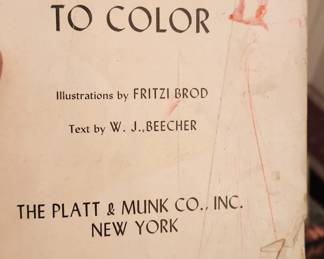 TO COLOR
Illustrations by FRITZI BROD
Text by W. J., BEECHER
THE PLATT & MUNK CO., INC.
NEW YORK